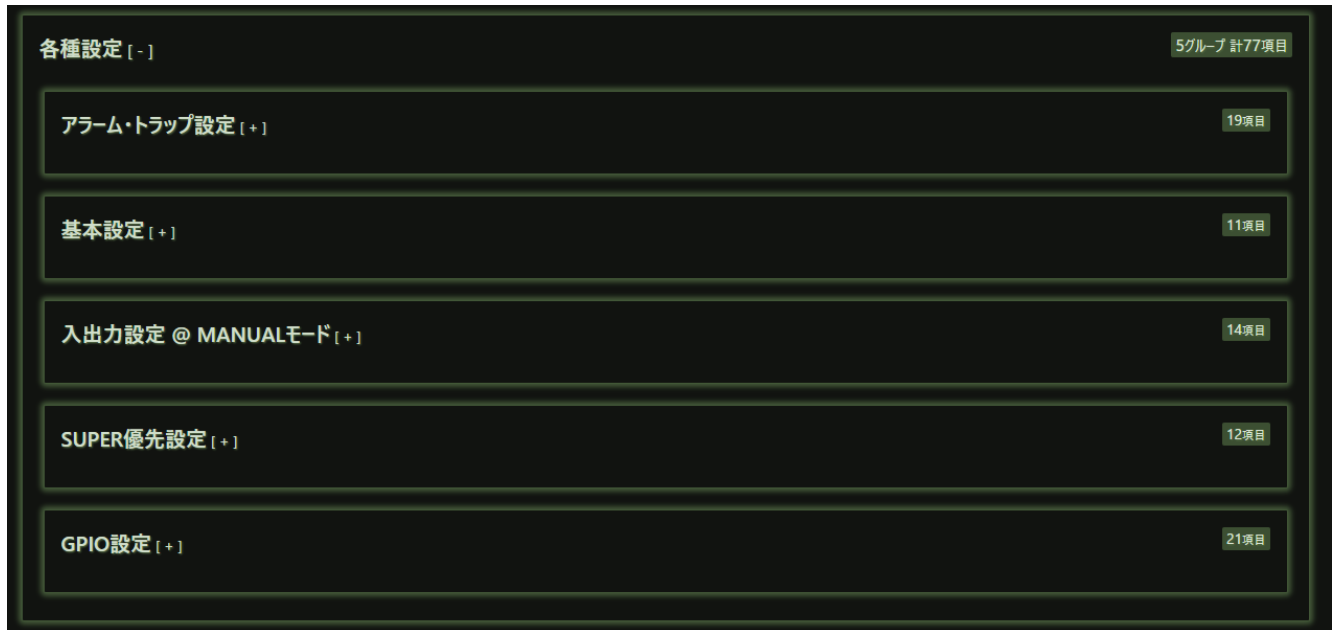 各種設定 [ - ] 5グループ 計77項目
アラーム・トラップ設定 [ + ] 19項目
基本設定 [ + ] 11項目
入出力設定 @ MANUALモード [ + ] 14項目
SUPER優先設定 [ + ] 12項目
GPIO設定 [ + ] 21項目